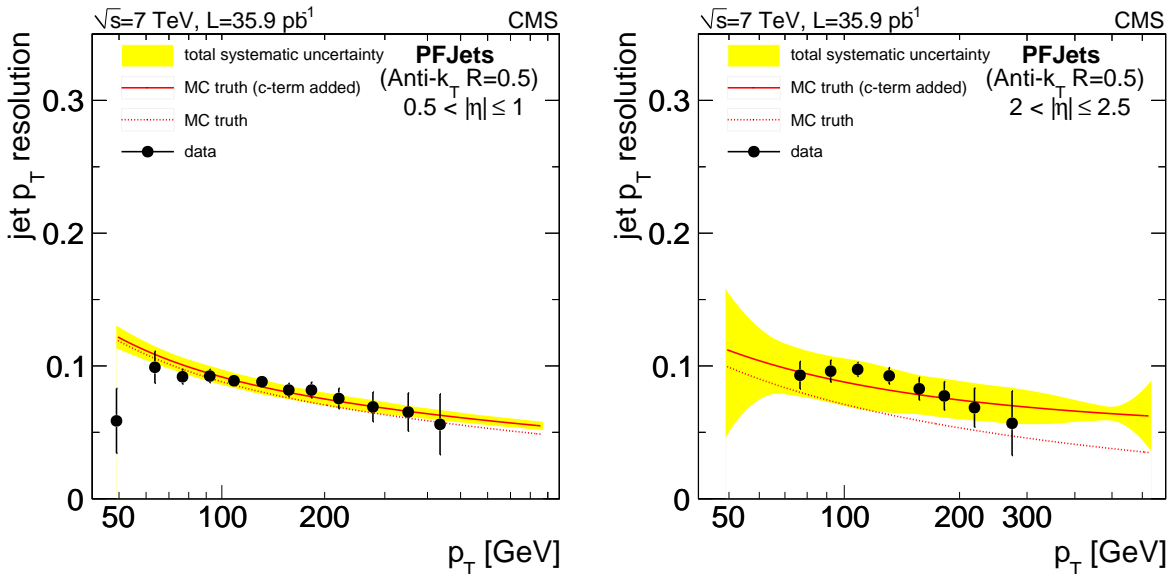 √s=7 TeV, L=35.9 pb⁻¹ CMS
total systematic uncertainty
MC truth (c-term added)
MC truth
data
PFJets
(Anti-k_T R=0.5)
0.5 < |η| ≤ 1
jet p_T resolution
0.3
0.2
0.1
0
50 100 200
p_T [GeV]
√s=7 TeV, L=35.9 pb⁻¹ CMS
total systematic uncertainty
MC truth (c-term added)
MC truth
data
PFJets
(Anti-k_T R=0.5)
2 < |η| ≤ 2.5
jet p_T resolution
0.3
0.2
0.1
0
50 100 200 300
p_T [GeV]